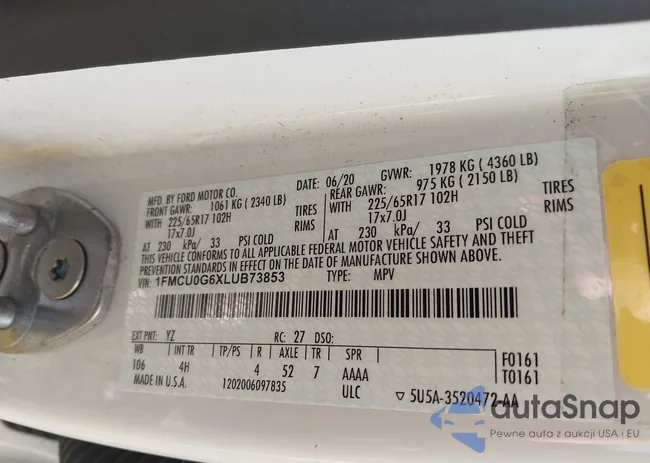 MFD. BY FORD MOTOR CO.
DATE: 06/20 GVWR: 1978 KG ( 4360 LB)
FRONT GAWR: 1061 KG ( 2340 LB) REAR GAWR: 975 KG ( 2150 LB)
WITH 225/65R17 102H TIRES WITH 225/65R17 102H TIRES
17x7.0J RIMS 17x7.0J RIMS
AT 230 kPa/ 33 PSI COLD AT 230 kPa/ 33 PSI COLD
THIS VEHICLE CONFORMS TO ALL APPLICABLE FEDERAL MOTOR VEHICLE SAFETY AND THEFT
PREVENTION STANDARDS IN EFFECT ON THE DATE OF MANUFACTURE SHOWN ABOVE.
VIN: 1FMCU0G6XLUB73853 TYPE: MPV
EXT PNT: YZ RC: 27 DSO:
WB INT TR TP/PS R AXLE TR SPR
106 4H 4 52 7 AAAA
F0161
T0161
MADE IN U.S.A. 1202006097835 ULC ▽ 5U5A-3520472-AA
autaSnap
Pewne auta z aukcji USA i EU